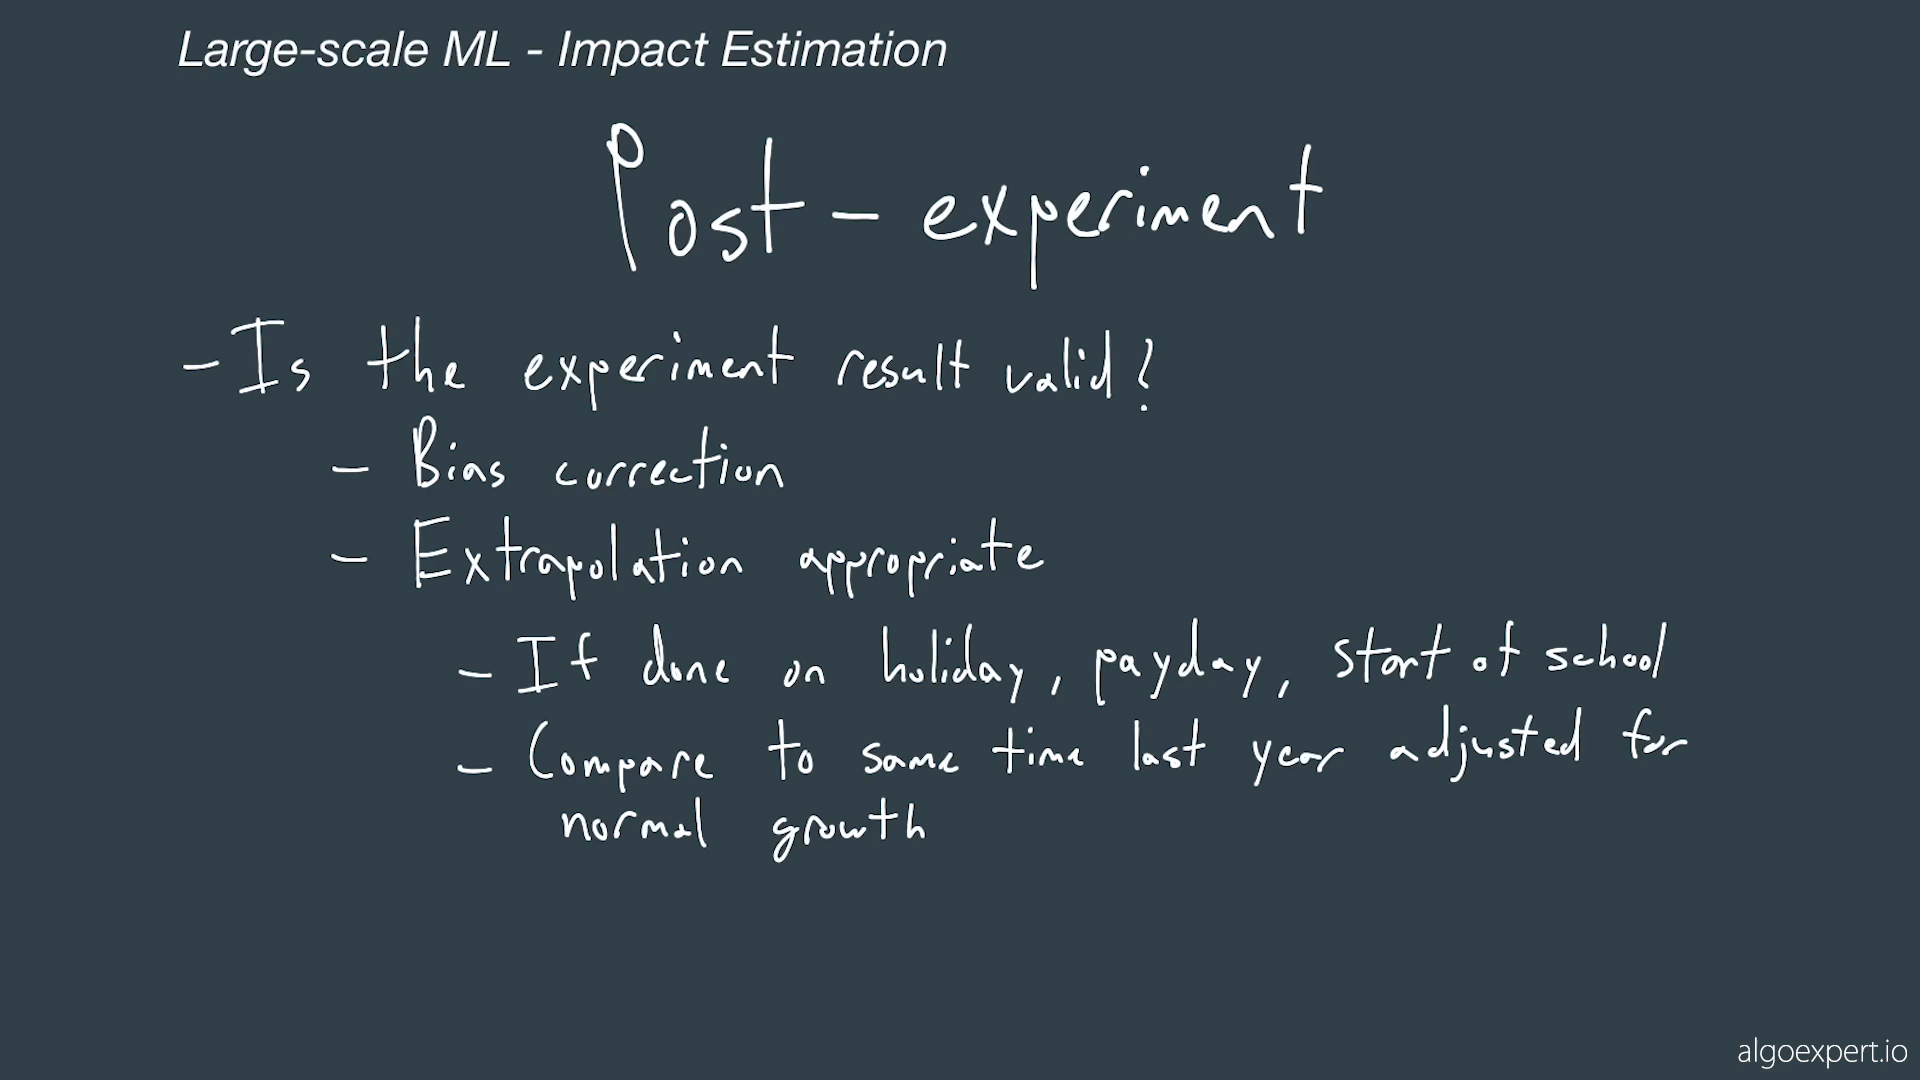 Large-scale ML - Impact Estimation
Post-experiment
- Is the experiment result valid?
- Bias correction
- Extrapolation appropriate
- If done on holiday, payday, start of school
- Compare to same time last year adjusted for
normal growth
algoexpert.io